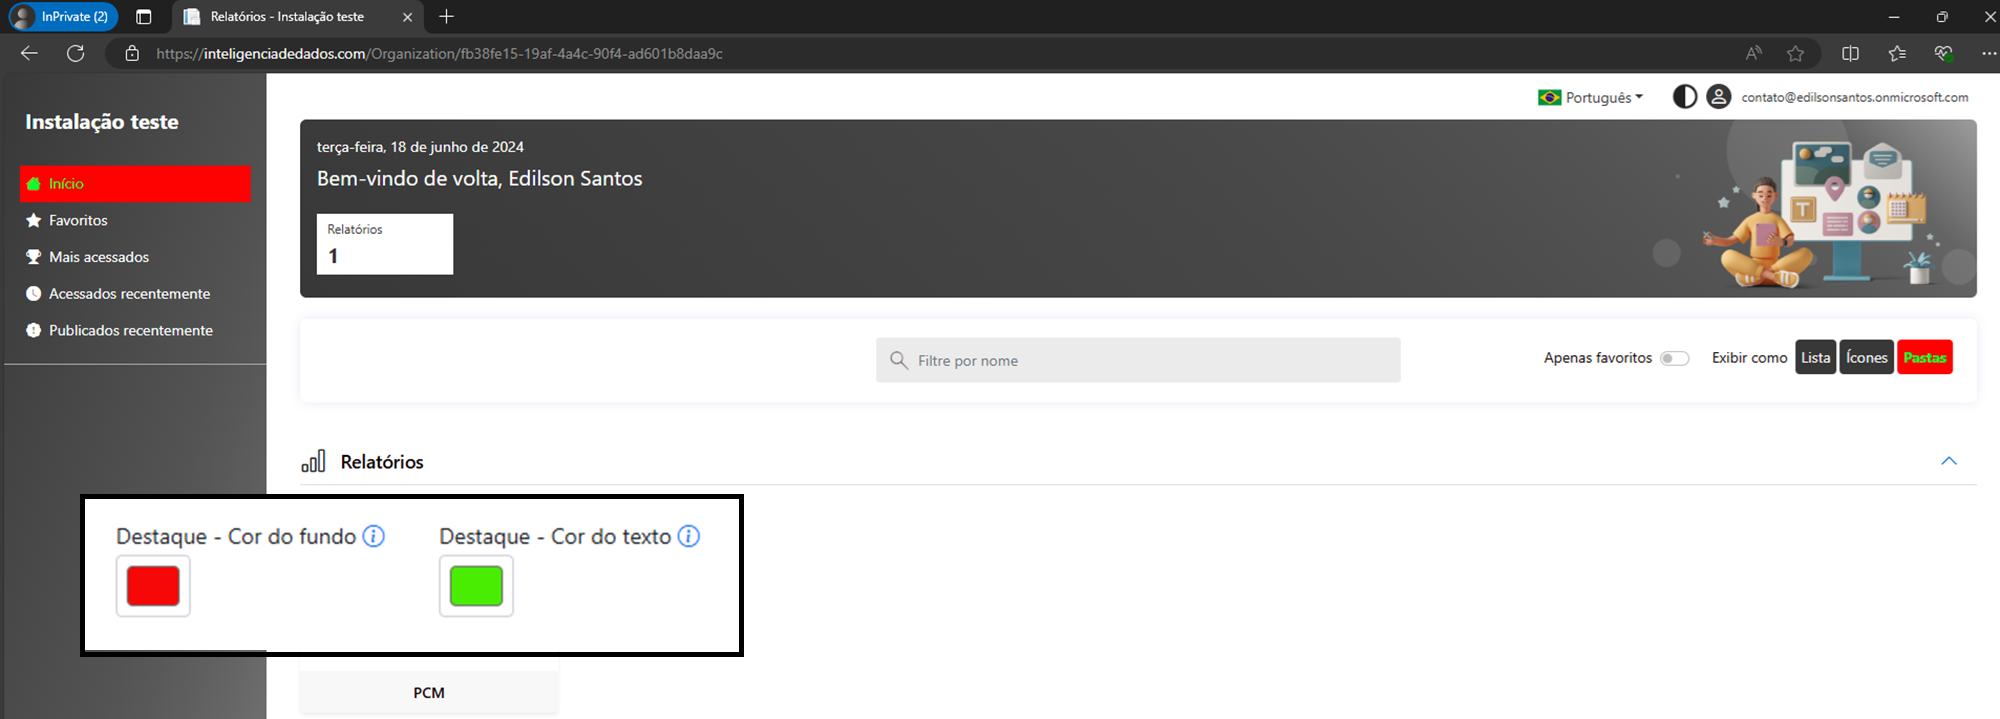 InPrivate (2)
Relatórios - Instalação teste
https://inteligenciadedados.com/Organization/fb38fe15-19af-4a4c-90f4-ad601b8daa9c
Instalação teste
Início
Favoritos
Mais acessados
Acessados recentemente
Publicados recentemente
Português
contato@edilsonsantos.onmicrosoft.com
terça-feira, 18 de junho de 2024
Bem-vindo de volta, Edilson Santos
Relatórios
1
T
Filtre por nome
Apenas favoritos Exibir como Lista Ícones Pastas
Relatórios
Destaque - Cor do fundo Destaque - Cor do texto
PCM